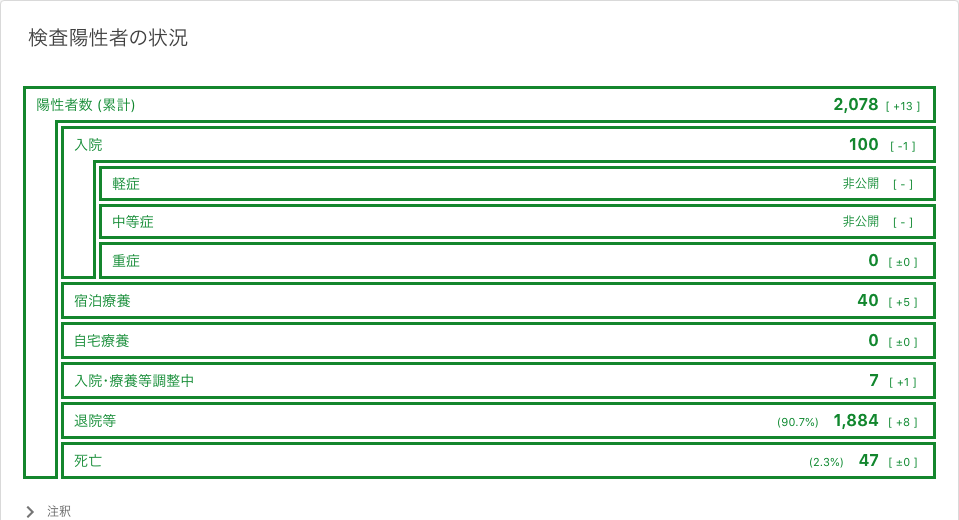 検査陽性者の状況
陽性者数 (累計) 2,078 [ +13 ]
入院 100 [ -1 ]
軽症 非公開 [ - ]
中等症 非公開 [ - ]
重症 0 [ ±0 ]
宿泊療養 40 [ +5 ]
自宅療養 0 [ ±0 ]
入院・療養等調整中 7 [ +1 ]
退院等 (90.7%) 1,884 [ +8 ]
死亡 (2.3%) 47 [ ±0 ]
注釈